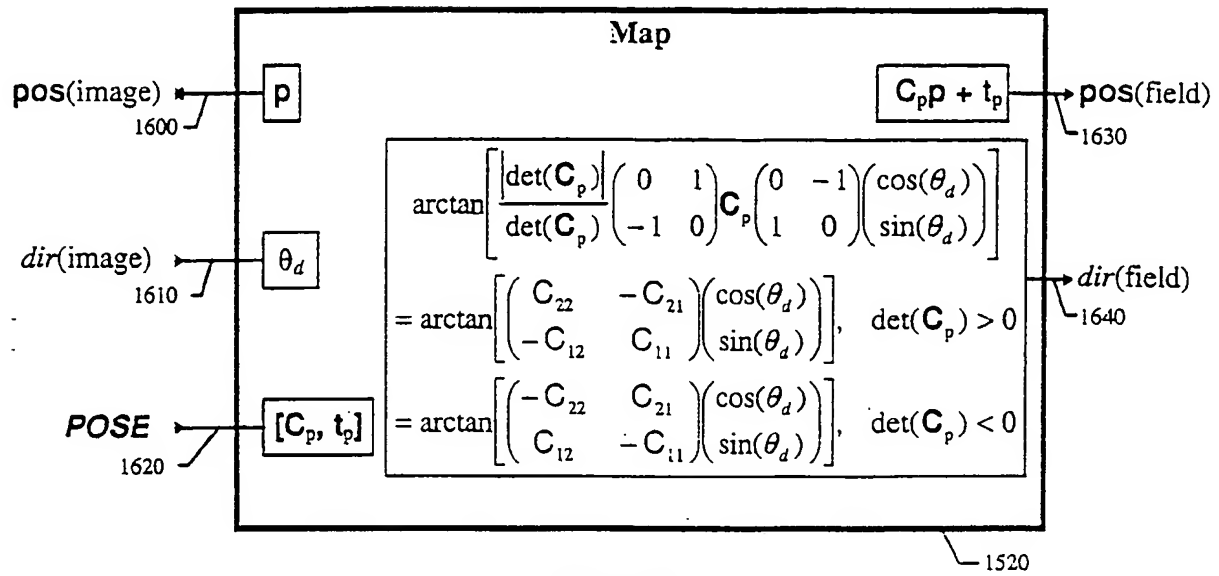 Map
pos(image) p C_p p + t_p pos(field)
1600 1630
arctan[ |det(C_p)| / det(C_p) ( 0 1 ; -1 0 ) C_p ( 0 -1 ; 1 0 ) ( cos(θ_d) ; sin(θ_d) ) ]
dir(image) θ_d dir(field)
1610 1640
= arctan[ ( C_22 -C_21 ; -C_12 C_11 ) ( cos(θ_d) ; sin(θ_d) ) ], det(C_p) > 0
POSE [C_p, t_p]
1620
= arctan[ ( -C_22 C_21 ; C_12 -C_11 ) ( cos(θ_d) ; sin(θ_d) ) ], det(C_p) < 0
1520